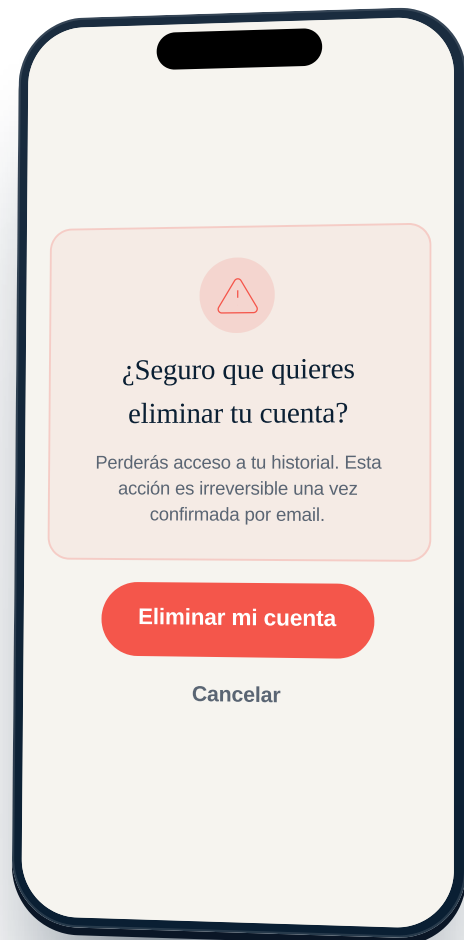 ¿Seguro que quieres
eliminar tu cuenta?
Perderás acceso a tu historial. Esta
acción es irreversible una vez
confirmada por email.
Eliminar mi cuenta
Cancelar